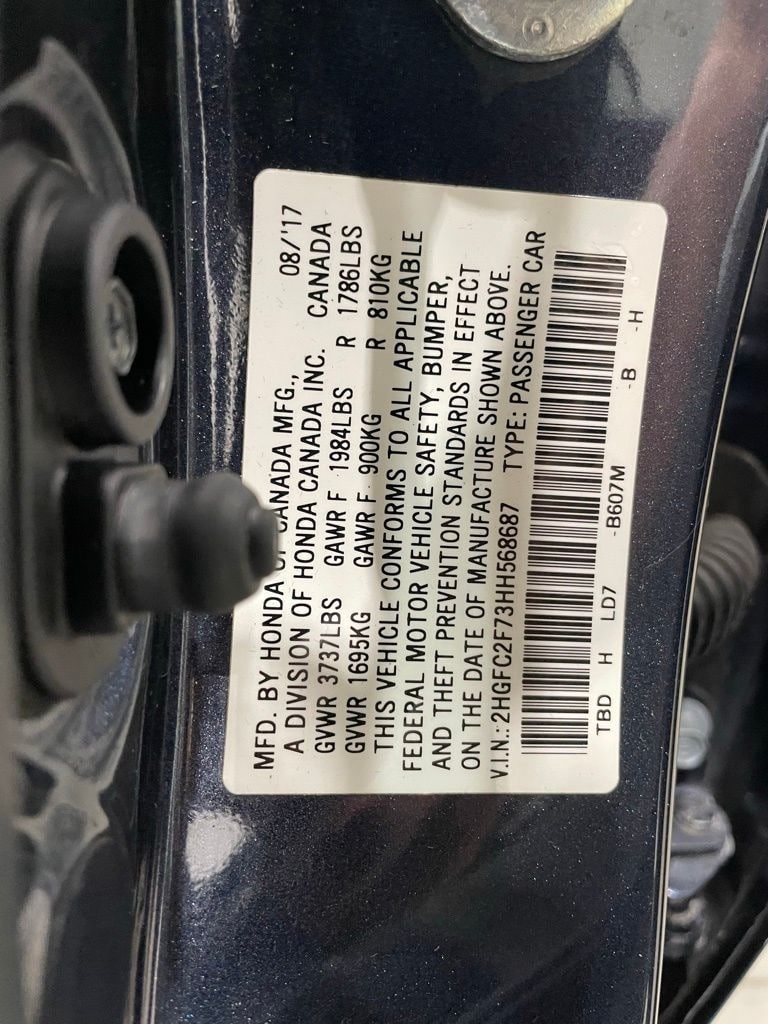 MFD. BY HONDA OF CANADA MFG., 08/'17
A DIVISION OF HONDA CANADA INC. CANADA
GVWR 3737LBS GAWR F 1984LBS R 1786LBS
GVWR 1695KG GAWR F 900KG R 810KG
THIS VEHICLE CONFORMS TO ALL APPLICABLE
FEDERAL MOTOR VEHICLE SAFETY, BUMPER,
AND THEFT PREVENTION STANDARDS IN EFFECT
ON THE DATE OF MANUFACTURE SHOWN ABOVE.
V.I.N.: 2HGFC2F73HH568687 TYPE: PASSENGER CAR
TBD H LD7 -B607M -B -H